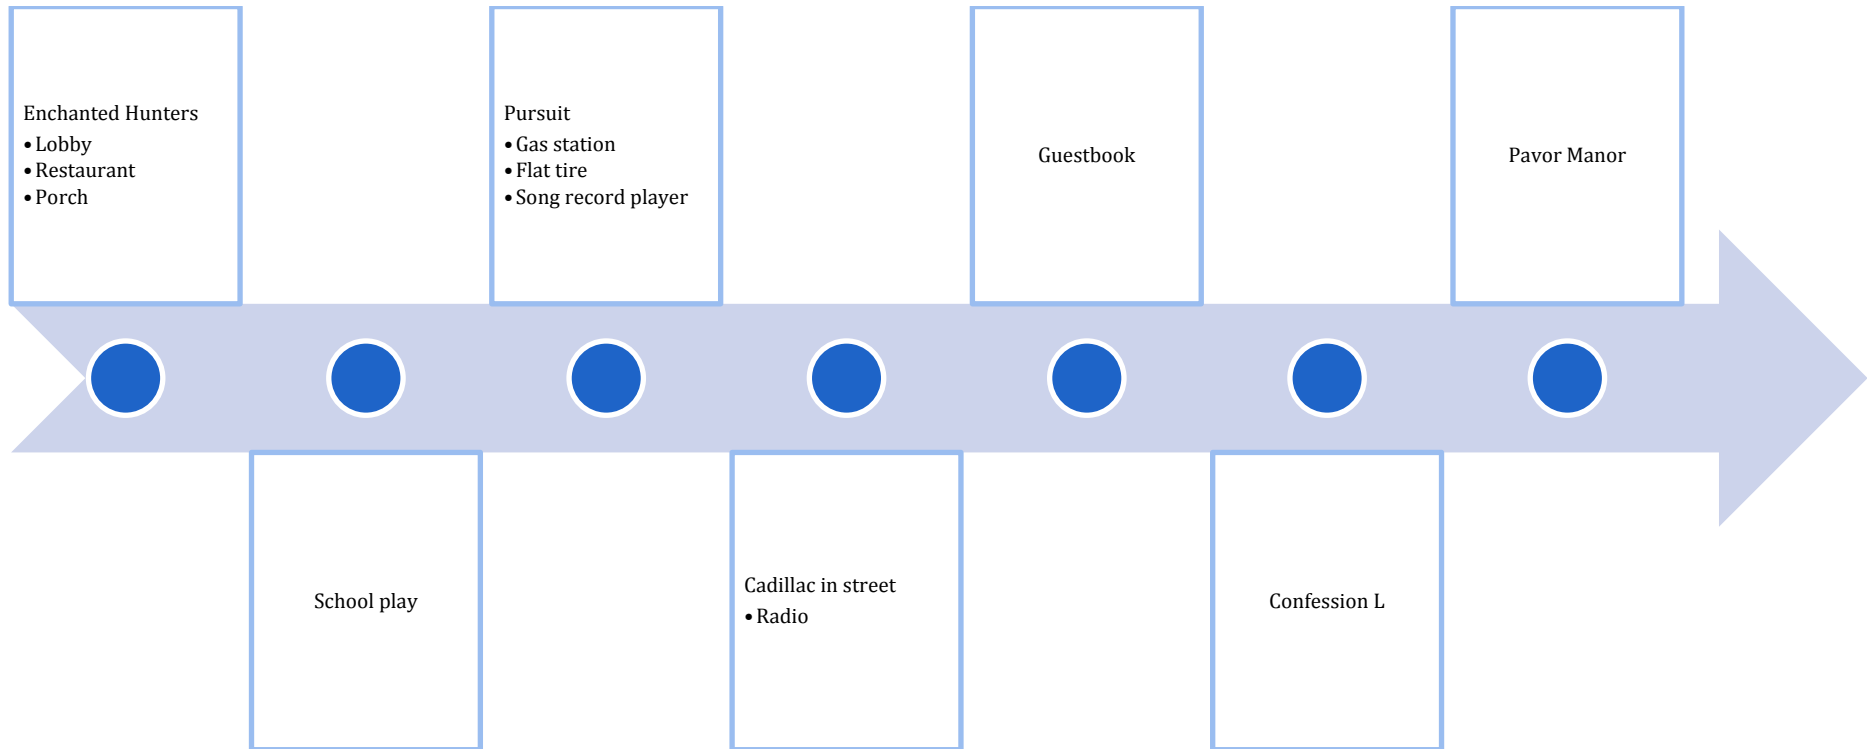 Enchanted Hunters
• Lobby
• Restaurant
• Porch
School play
Pursuit
• Gas station
• Flat tire
• Song record player
Cadillac in street
• Radio
Guestbook
Confession L
Pavor Manor